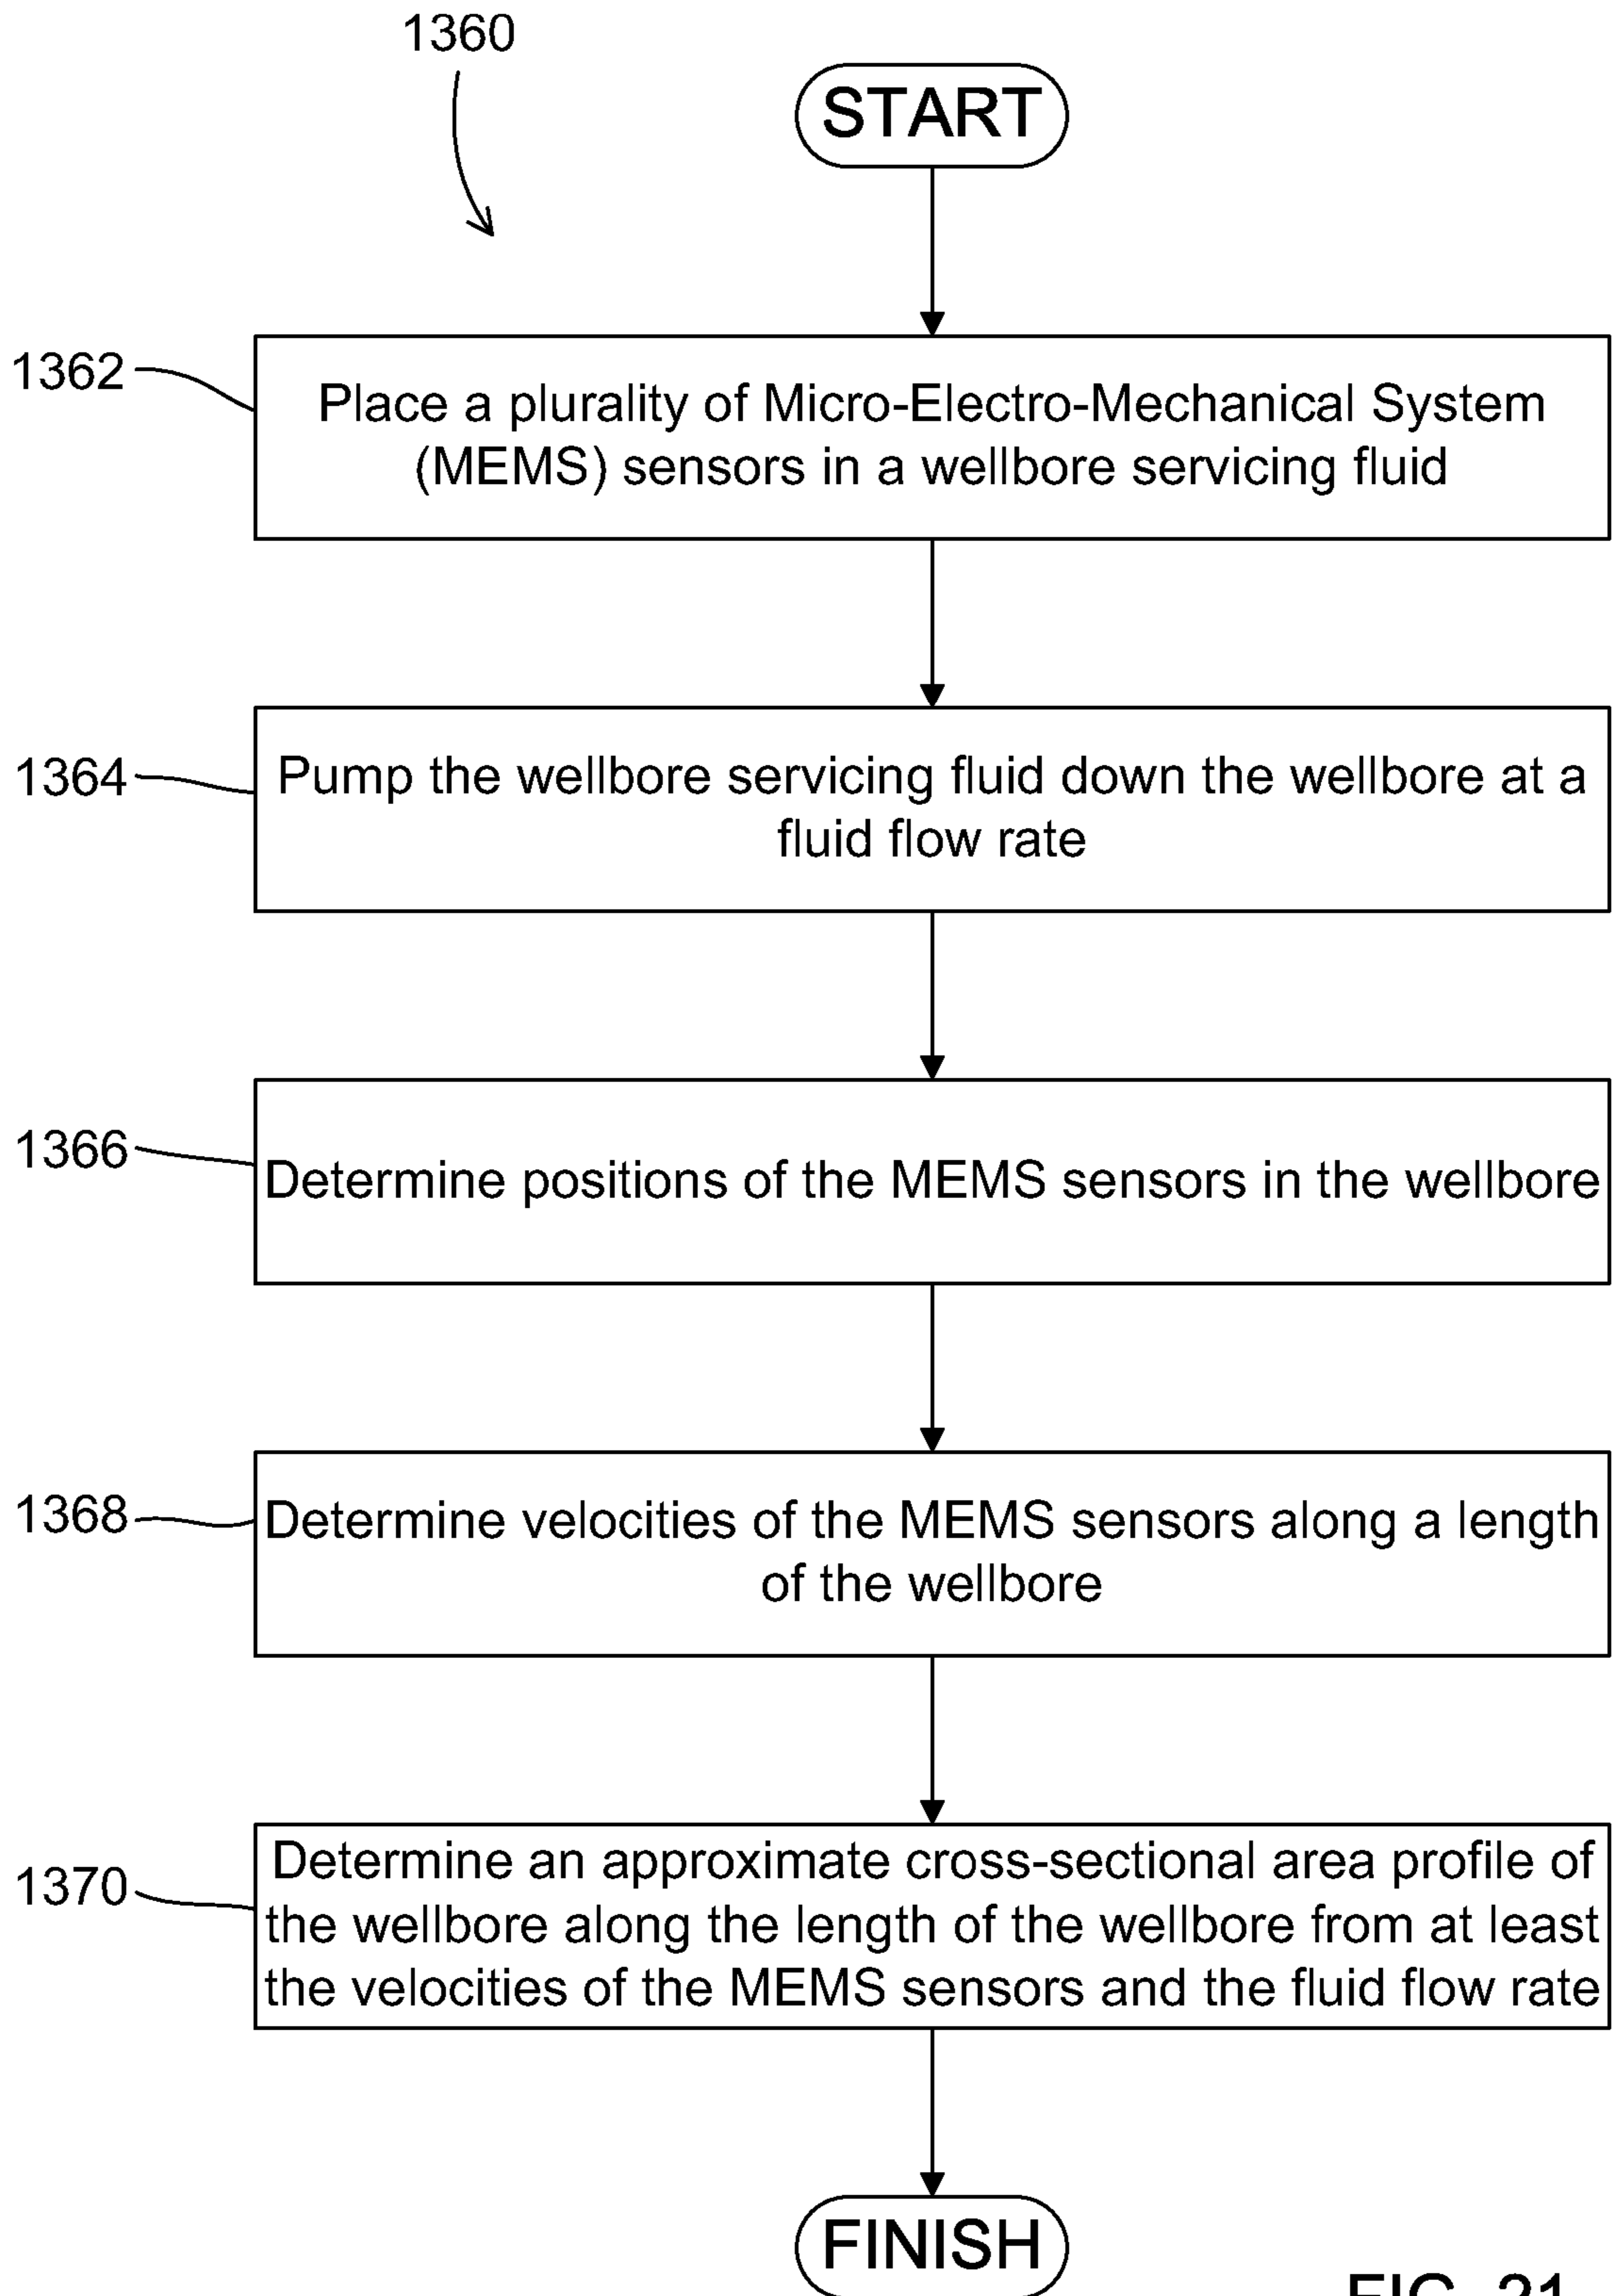 1360
START
1362
Place a plurality of Micro-Electro-Mechanical System
(MEMS) sensors in a wellbore servicing fluid
1364
Pump the wellbore servicing fluid down the wellbore at a
fluid flow rate
1366
Determine positions of the MEMS sensors in the wellbore
1368
Determine velocities of the MEMS sensors along a length
of the wellbore
1370
Determine an approximate cross-sectional area profile of
the wellbore along the length of the wellbore from at least
the velocities of the MEMS sensors and the fluid flow rate
FINISH
FIG. 21